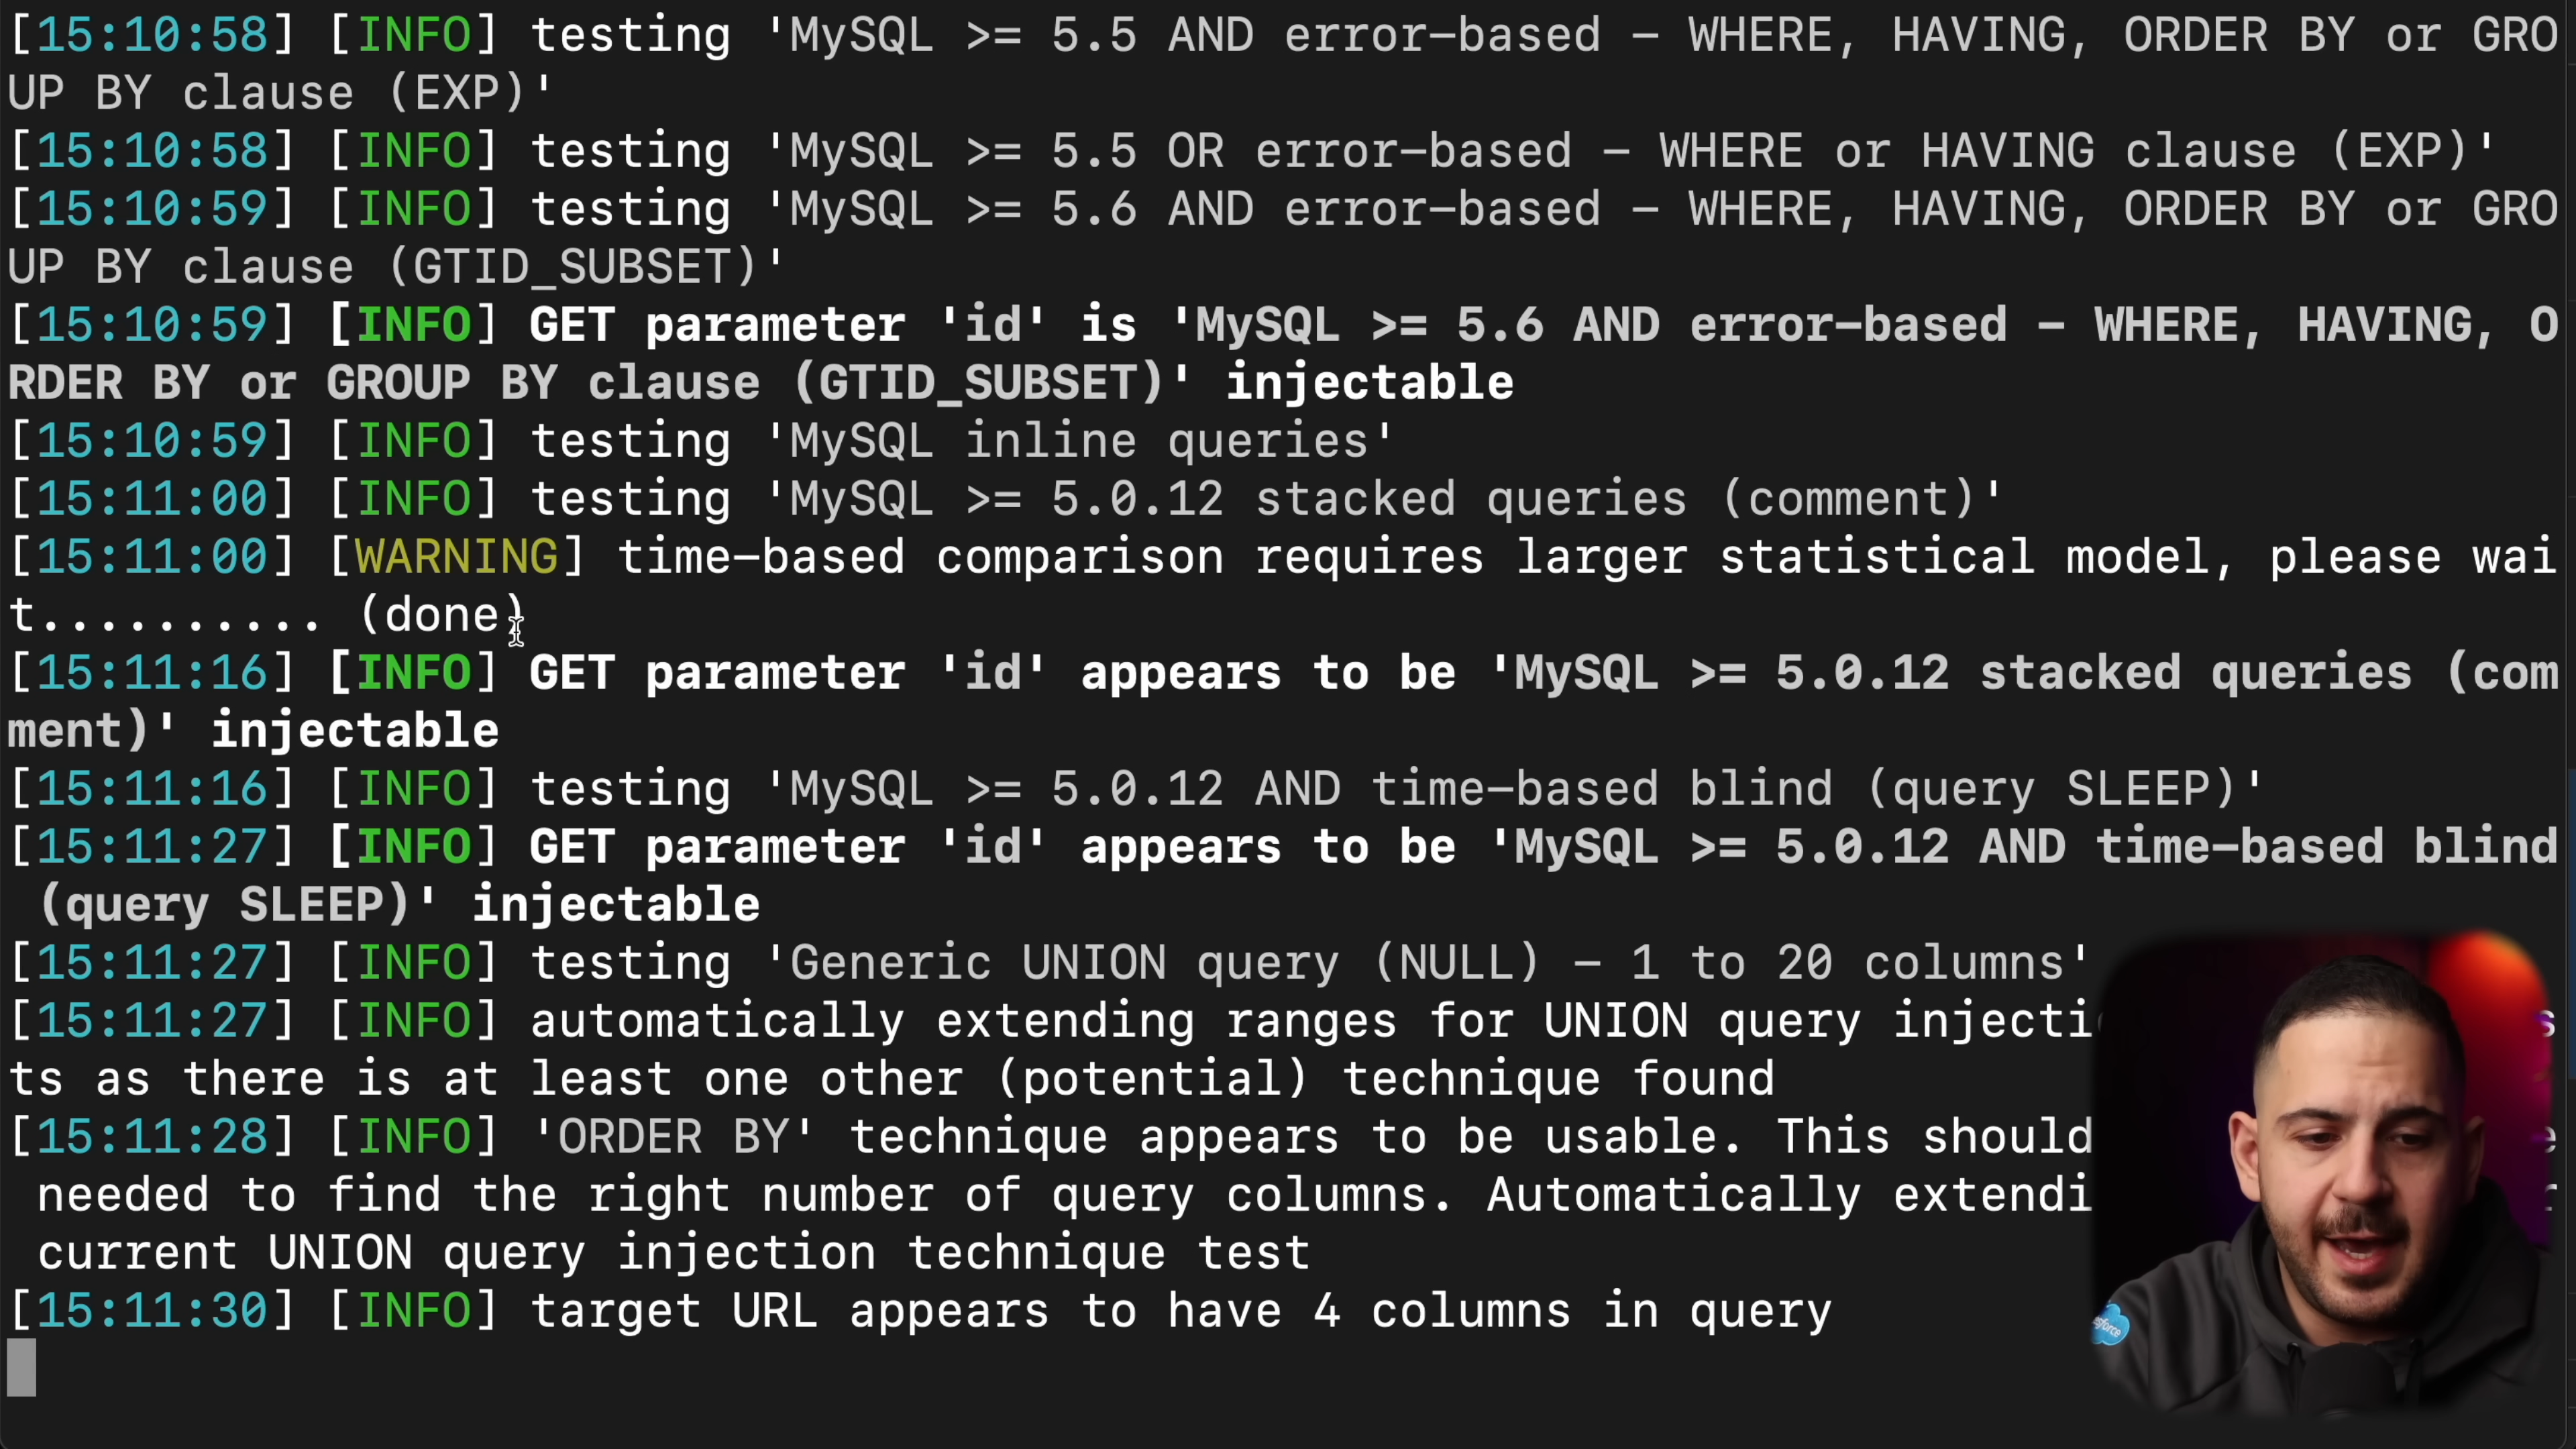 [15:10:58] [INFO] testing 'MySQL >= 5.5 AND error-based - WHERE, HAVING, ORDER BY or GRO
UP BY clause (EXP)'
[15:10:58] [INFO] testing 'MySQL >= 5.5 OR error-based - WHERE or HAVING clause (EXP)'
[15:10:59] [INFO] testing 'MySQL >= 5.6 AND error-based - WHERE, HAVING, ORDER BY or GRO
UP BY clause (GTID_SUBSET)'
[15:10:59] [INFO] GET parameter 'id' is 'MySQL >= 5.6 AND error-based - WHERE, HAVING, O
RDER BY or GROUP BY clause (GTID_SUBSET)' injectable
[15:10:59] [INFO] testing 'MySQL inline queries'
[15:11:00] [INFO] testing 'MySQL >= 5.0.12 stacked queries (comment)'
[15:11:00] [WARNING] time-based comparison requires larger statistical model, please wai
t.......... (done)
[15:11:16] [INFO] GET parameter 'id' appears to be 'MySQL >= 5.0.12 stacked queries (com
ment)' injectable
[15:11:16] [INFO] testing 'MySQL >= 5.0.12 AND time-based blind (query SLEEP)'
[15:11:27] [INFO] GET parameter 'id' appears to be 'MySQL >= 5.0.12 AND time-based blind
(query SLEEP)' injectable
[15:11:27] [INFO] testing 'Generic UNION query (NULL) - 1 to 20 columns'
[15:11:27] [INFO] automatically extending ranges for UNION query injecti s
ts as there is at least one other (potential) technique found
[15:11:28] [INFO] 'ORDER BY' technique appears to be usable. This should e
needed to find the right number of query columns. Automatically extendi
current UNION query injection technique test
[15:11:30] [INFO] target URL appears to have 4 columns in query